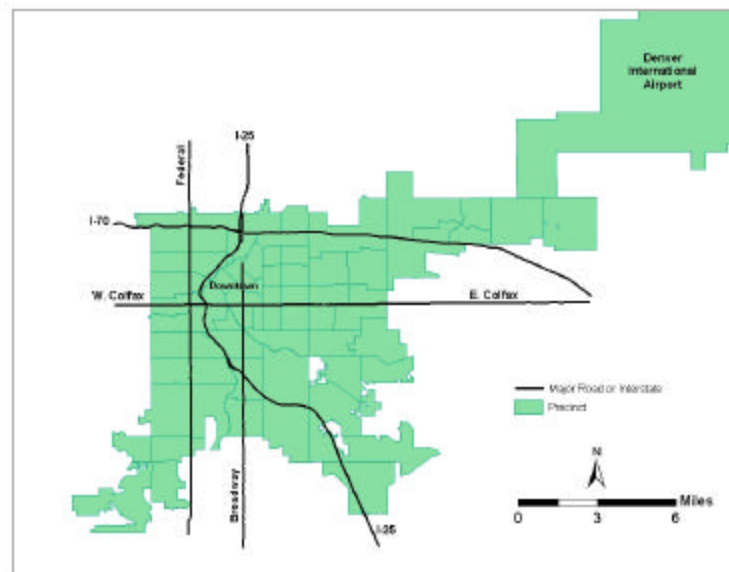 Denver
International
Airport
I-25
Federal
I-70
Downtown
W. Colfax
E. Colfax
Major Road or Interstate
Precinct
N
Miles
0 3 6
Broadway
I-25